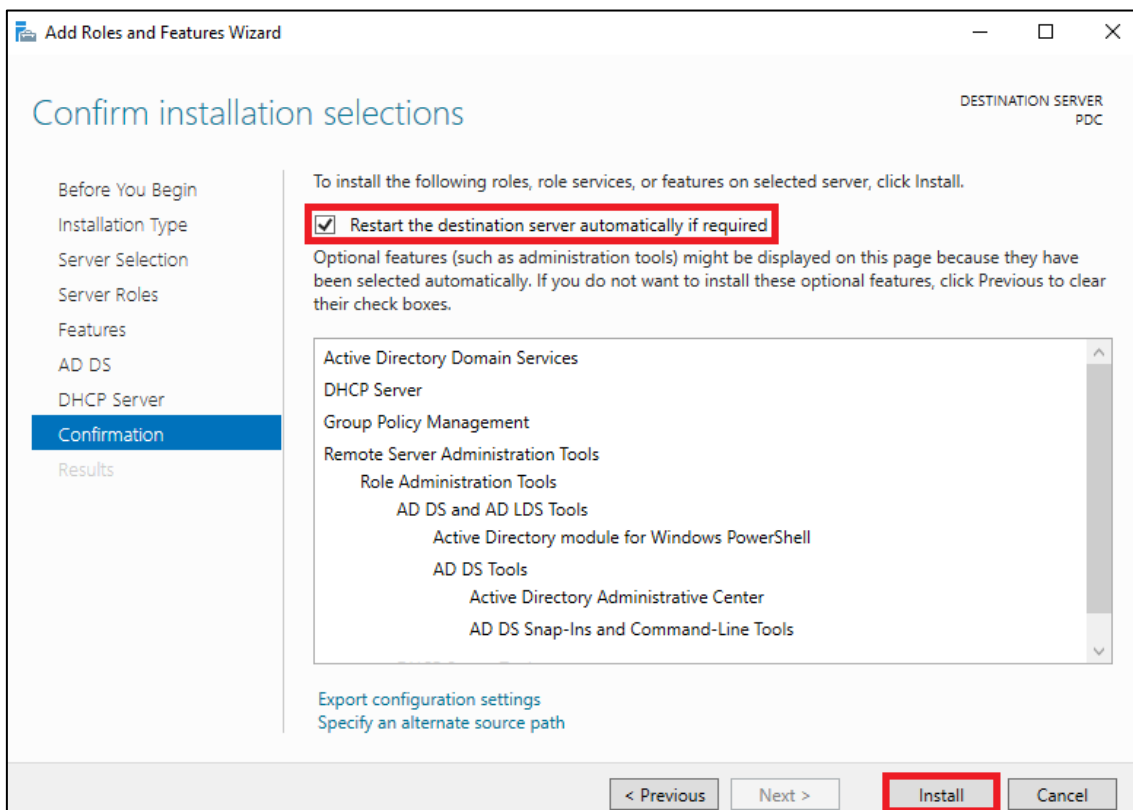 Add Roles and Features Wizard
Confirm installation selections
DESTINATION SERVER
PDC
Before You Begin
Installation Type
Server Selection
Server Roles
Features
AD DS
DHCP Server
Confirmation
Results
To install the following roles, role services, or features on selected server, click Install.
Restart the destination server automatically if required
Optional features (such as administration tools) might be displayed on this page because they have
been selected automatically. If you do not want to install these optional features, click Previous to clear
their check boxes.
Active Directory Domain Services
DHCP Server
Group Policy Management
Remote Server Administration Tools
Role Administration Tools
AD DS and AD LDS Tools
Active Directory module for Windows PowerShell
AD DS Tools
Active Directory Administrative Center
AD DS Snap-Ins and Command-Line Tools
Export configuration settings
Specify an alternate source path
< Previous
Next >
Install
Cancel